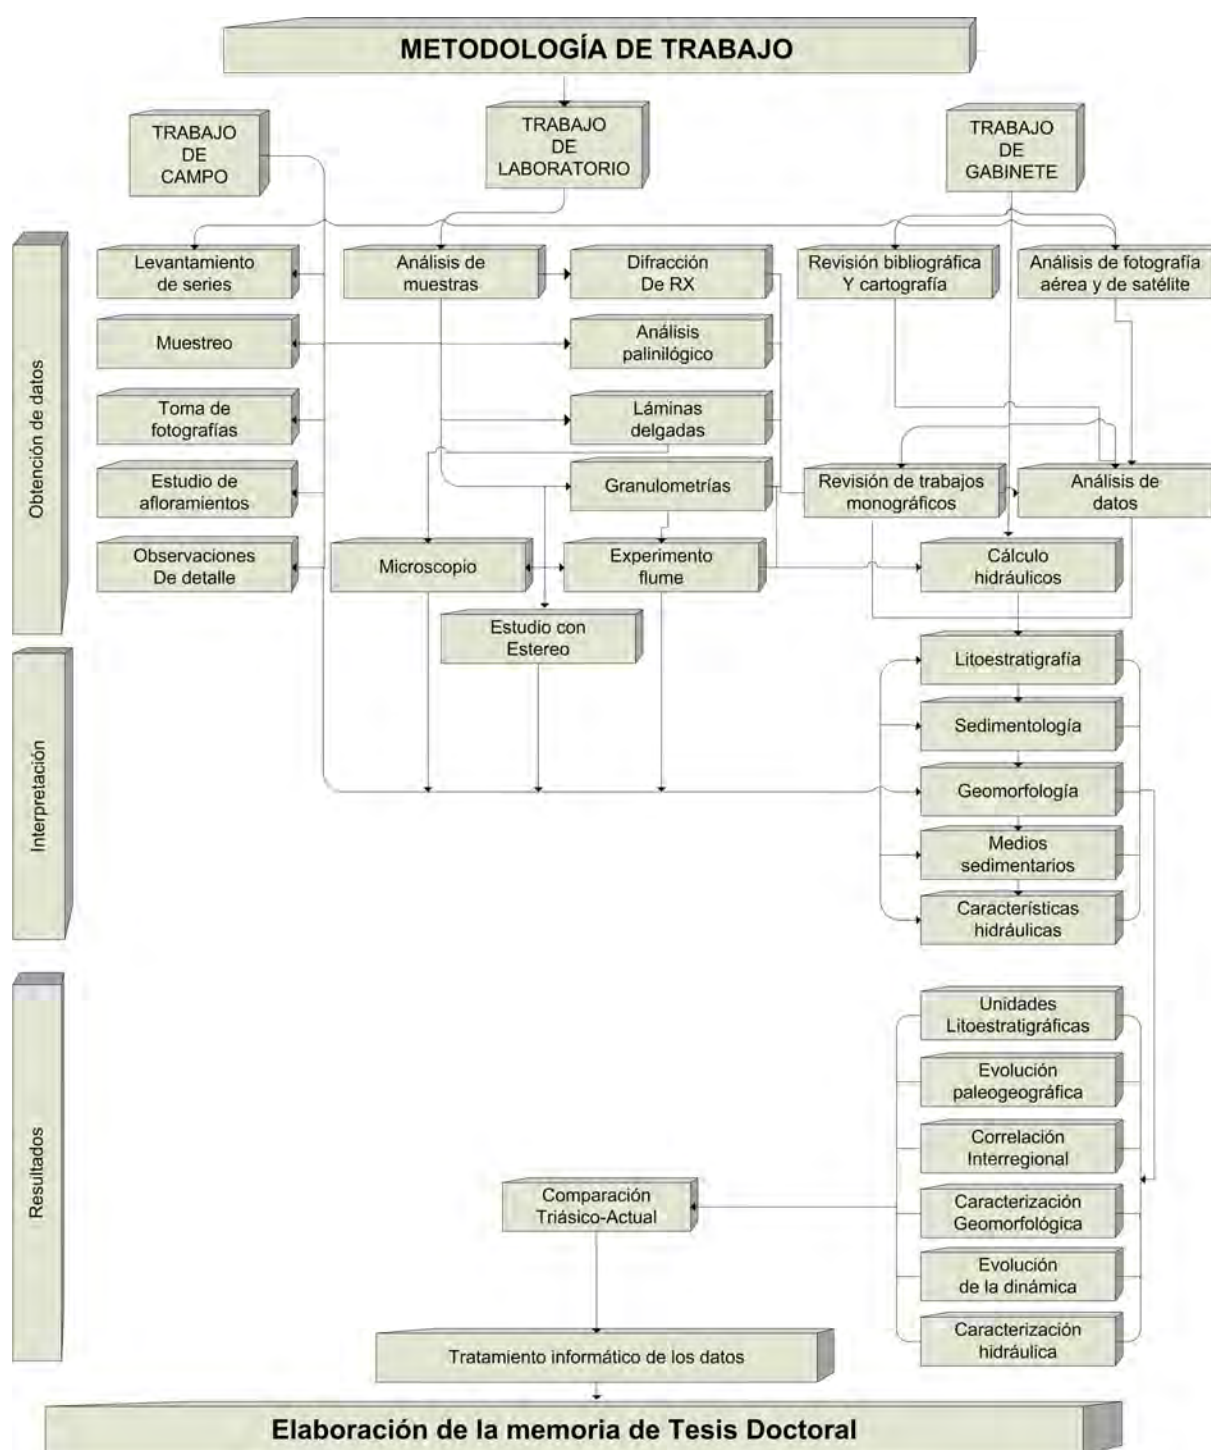 METODOLOGÍA DE TRABAJO
TRABAJO
DE
CAMPO
TRABAJO
DE
LABORATORIO
TRABAJO
DE
GABINETE
Obtención de datos
Levantamiento
de series
Análisis de
muestras
Difracción
De RX
Revisión bibliográfica
Y cartografía
Análisis de fotografía
aérea y de satélite
Muestreo
Análisis
palinilógico
Toma de
fotografías
Láminas
delgadas
Estudio de
afloramientos
Granulometrías
Revisión de trabajos
monográficos
Análisis de
datos
Observaciones
De detalle
Microscopio
Experimento
flume
Cálculo
hidráulicos
Estudio con
Estereo
Interpretación
Litoestratigrafía
Sedimentología
Geomorfología
Medios
sedimentarios
Características
hidráulicas
Resultados
Unidades
Litoestratigráficas
Evolución
paleogeográfica
Correlación
Interregional
Comparación
Triásico-Actual
Caracterización
Geomorfológica
Evolución
de la dinámica
Caracterización
hidráulica
Tratamiento informático de los datos
Elaboración de la memoria de Tesis Doctoral